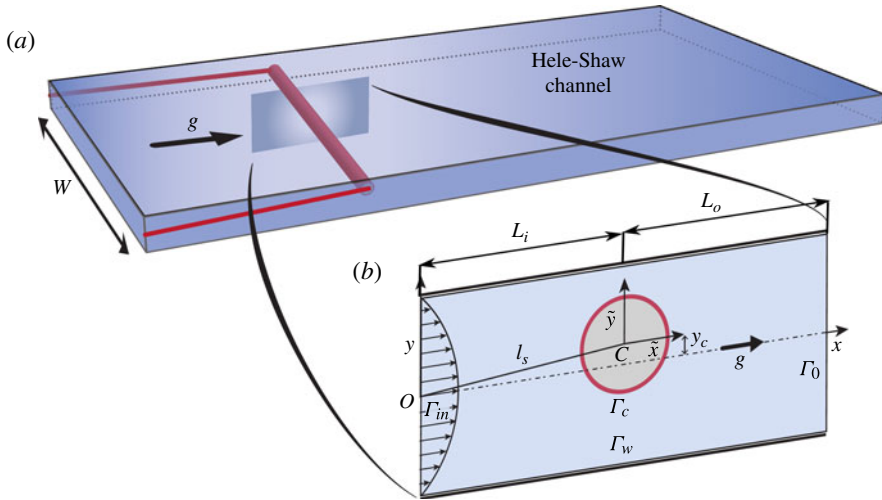 (a)
Hele-Shaw
channel
g
W
L_o
L_i
(b)
y
ỹ
l_s
C
x̃
y_c
g
x
O
Γ_in
Γ_c
Γ_0
Γ_w